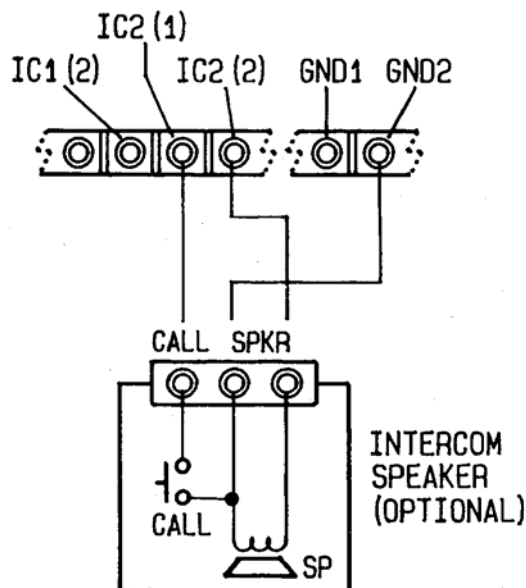 IC2 (1)
IC1 (2) IC2 (2) GND1 GND2
CALL SPKR
INTERCOM
SPEAKER
(OPTIONAL)
CALL
SP